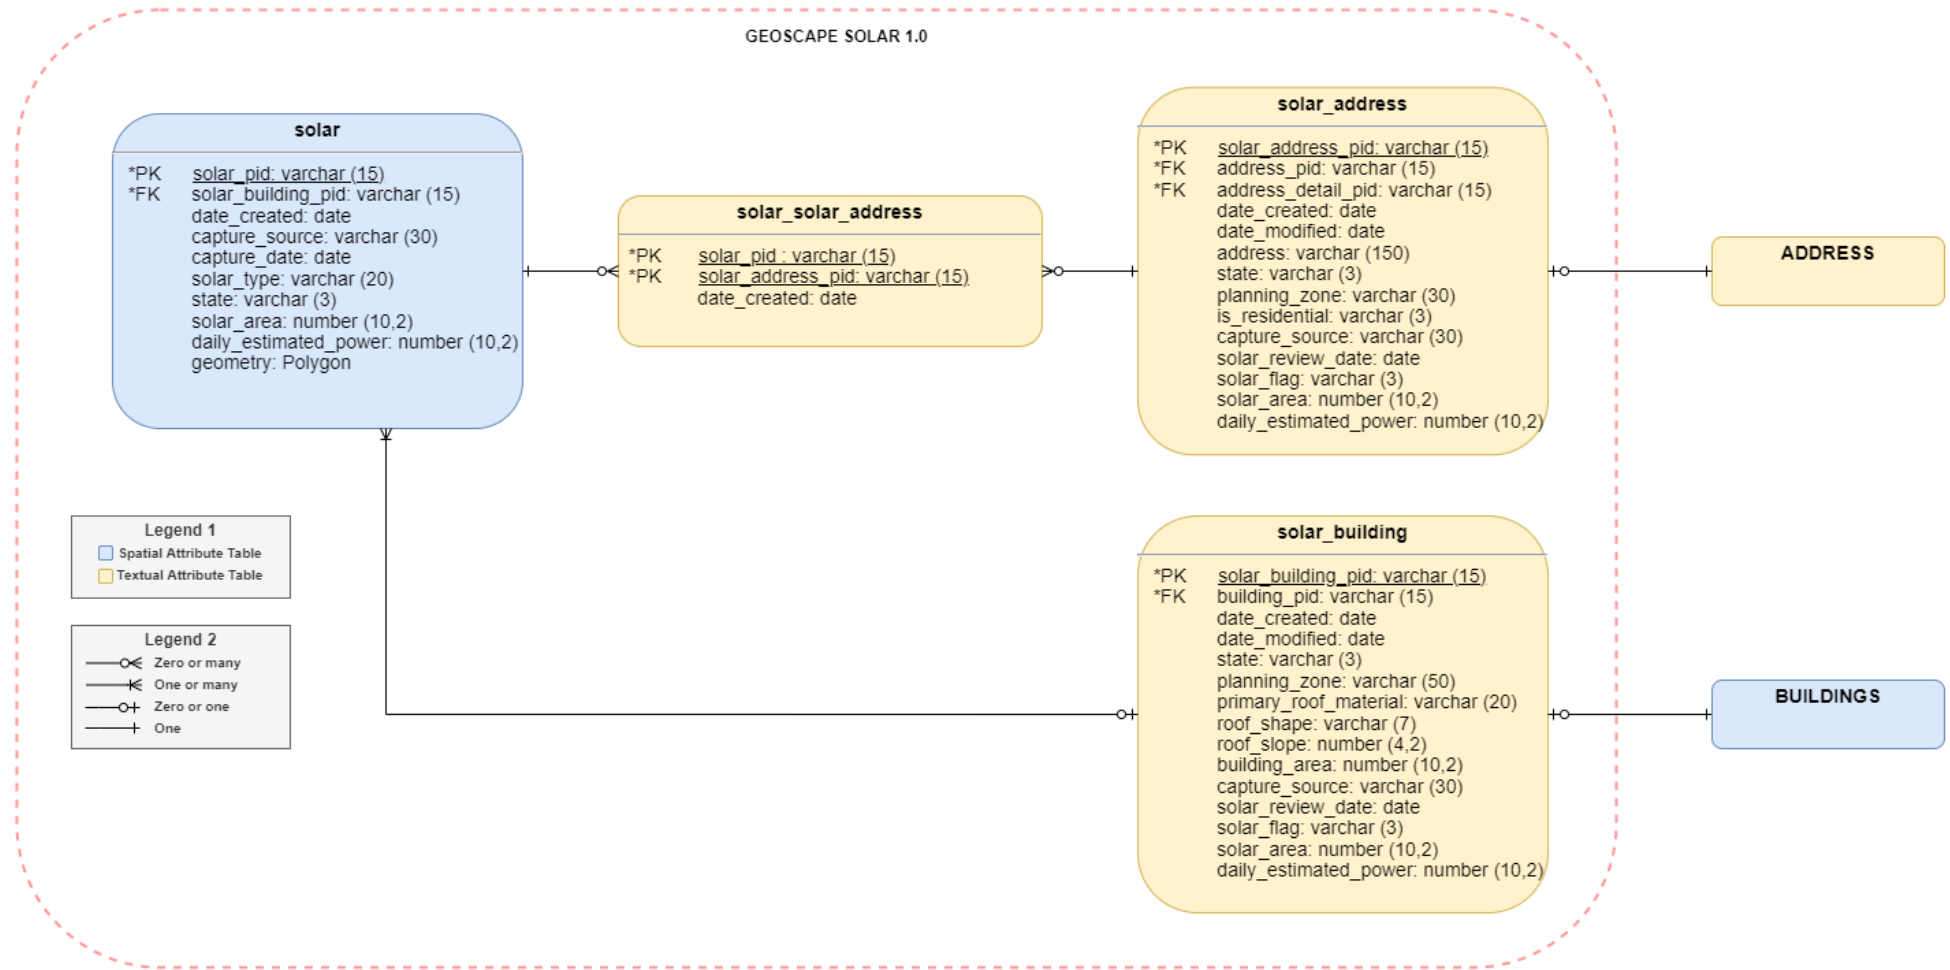 GEOSCAPE SOLAR 1.0
solar
*PK solar_pid: varchar (15)
*FK solar_building_pid: varchar (15)
date_created: date
capture_source: varchar (30)
capture_date: date
solar_type: varchar (20)
state: varchar (3)
solar_area: number (10,2)
daily_estimated_power: number (10,2)
geometry: Polygon
solar_solar_address
*PK solar_pid : varchar (15)
*PK solar_address_pid: varchar (15)
date_created: date
solar_address
*PK solar_address_pid: varchar (15)
*FK address_pid: varchar (15)
*FK address_detail_pid: varchar (15)
date_created: date
date_modified: date
address: varchar (150)
state: varchar (3)
planning_zone: varchar (30)
is_residential: varchar (3)
capture_source: varchar (30)
solar_review_date: date
solar_flag: varchar (3)
solar_area: number (10,2)
daily_estimated_power: number (10,2)
ADDRESS
Legend 1
Spatial Attribute Table
Textual Attribute Table
Legend 2
Zero or many
One or many
Zero or one
One
solar_building
*PK solar_building_pid: varchar (15)
*FK building_pid: varchar (15)
date_created: date
date_modified: date
state: varchar (3)
planning_zone: varchar (50)
primary_roof_material: varchar (20)
roof_shape: varchar (7)
roof_slope: number (4,2)
building_area: number (10,2)
capture_source: varchar (30)
solar_review_date: date
solar_flag: varchar (3)
solar_area: number (10,2)
daily_estimated_power: number (10,2)
BUILDINGS